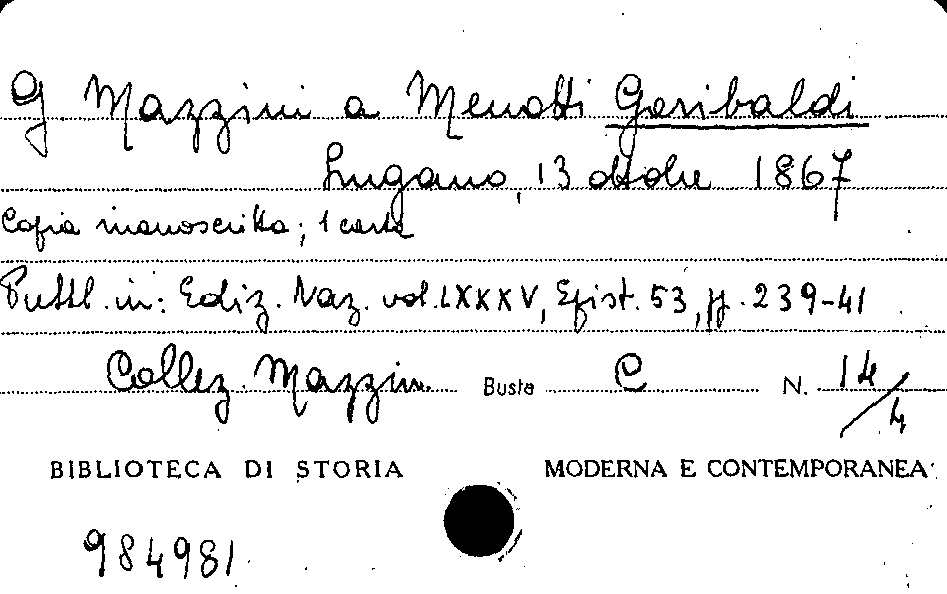 G Mazzini a Menotti Garibaldi
Lugano, 13 ottobre 1867
Copia manoscritta; 1 carta
Pubbl. in: Ediz. Naz. vol. LXXXV, Epist. 53, pp. 239-41
Collez. Mazzini. Busta C N. 14/4
BIBLIOTECA DI STORIA MODERNA E CONTEMPORANEA
984981